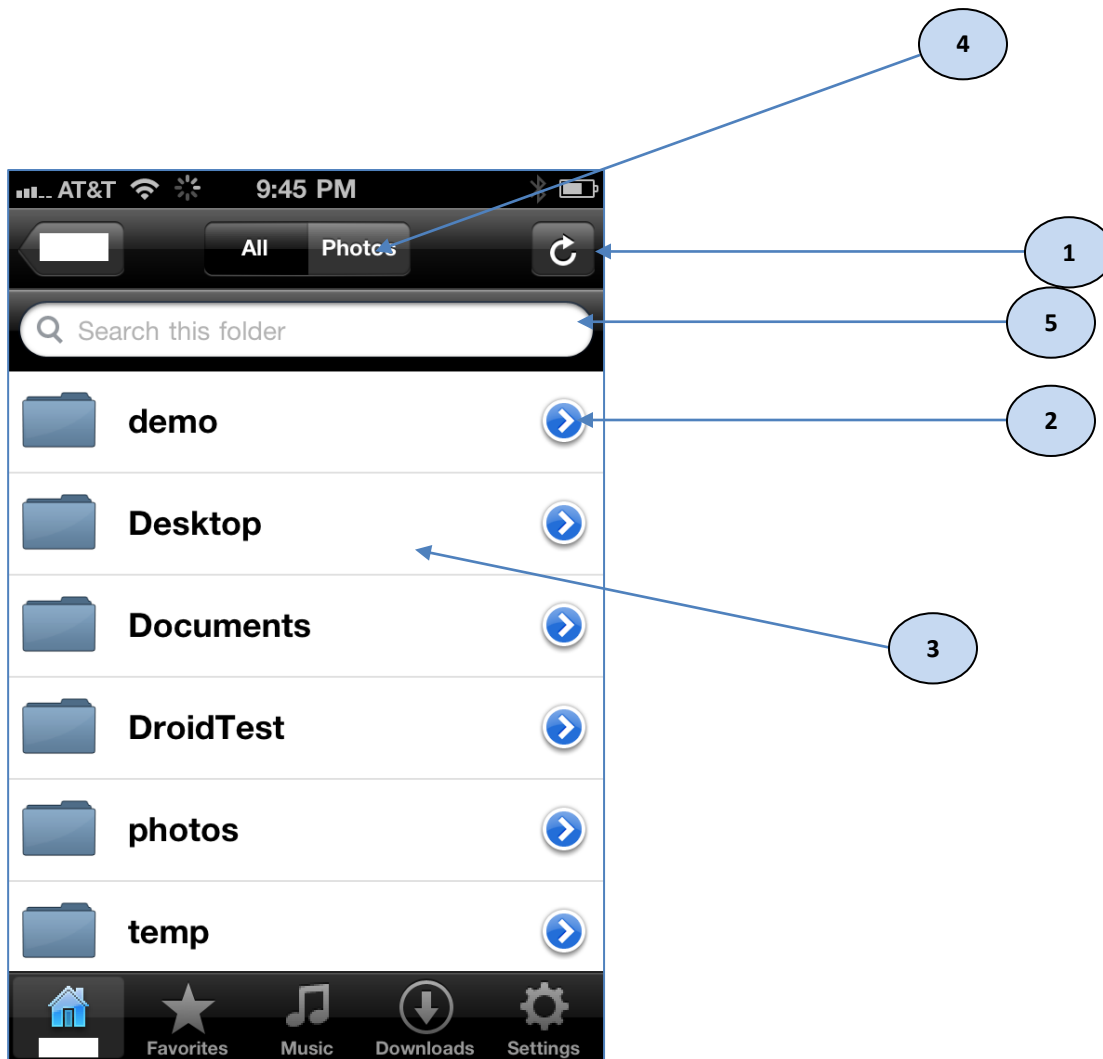 4
AT&T 9:45 PM
All Photos
1
Search this folder
5
demo
2
Desktop
Documents
3
DroidTest
photos
temp
Favorites Music Downloads Settings